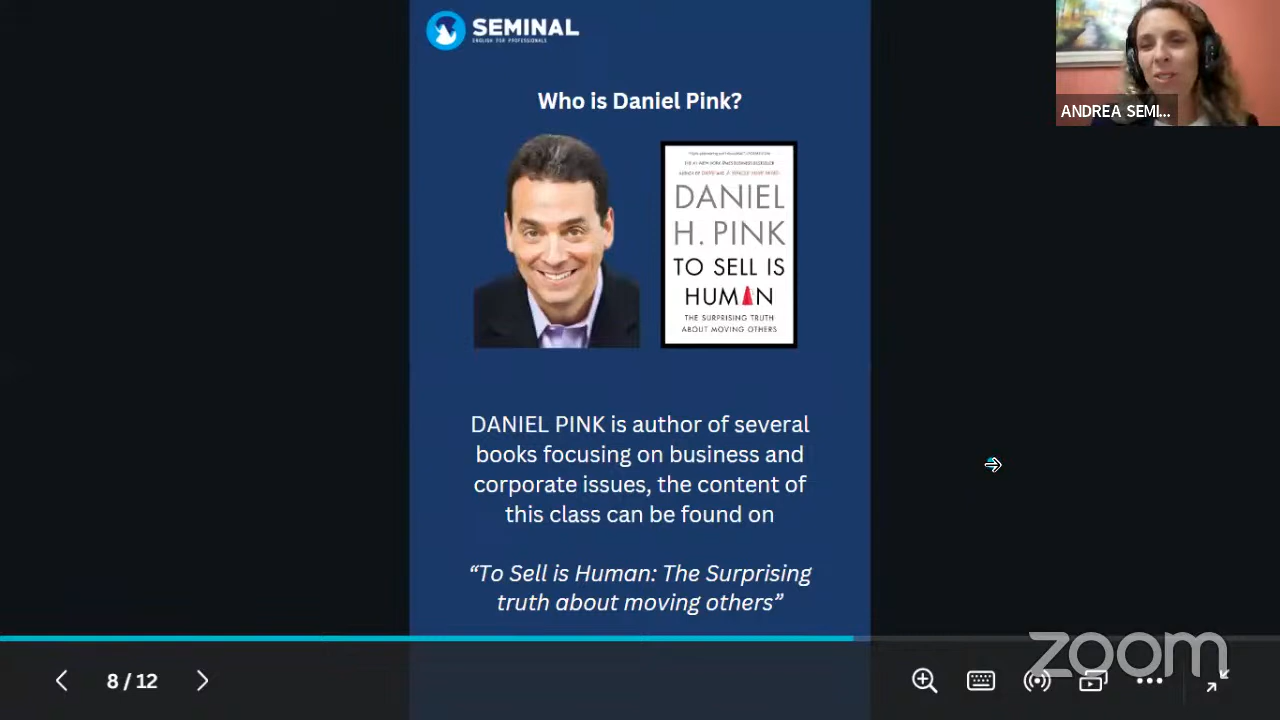 SEMINAL
ENGLISH FOR PROFESSIONALS
ANDREA SEMI...
Who is Daniel Pink?
DANIEL
H. PINK
TO SELL IS
HUMAN
THE SURPRISING TRUTH
ABOUT MOVING OTHERS
DANIEL PINK is author of several
books focusing on business and
corporate issues, the content of
this class can be found on
“To Sell is Human: The Surprising
truth about moving others”
zoom
8 / 12